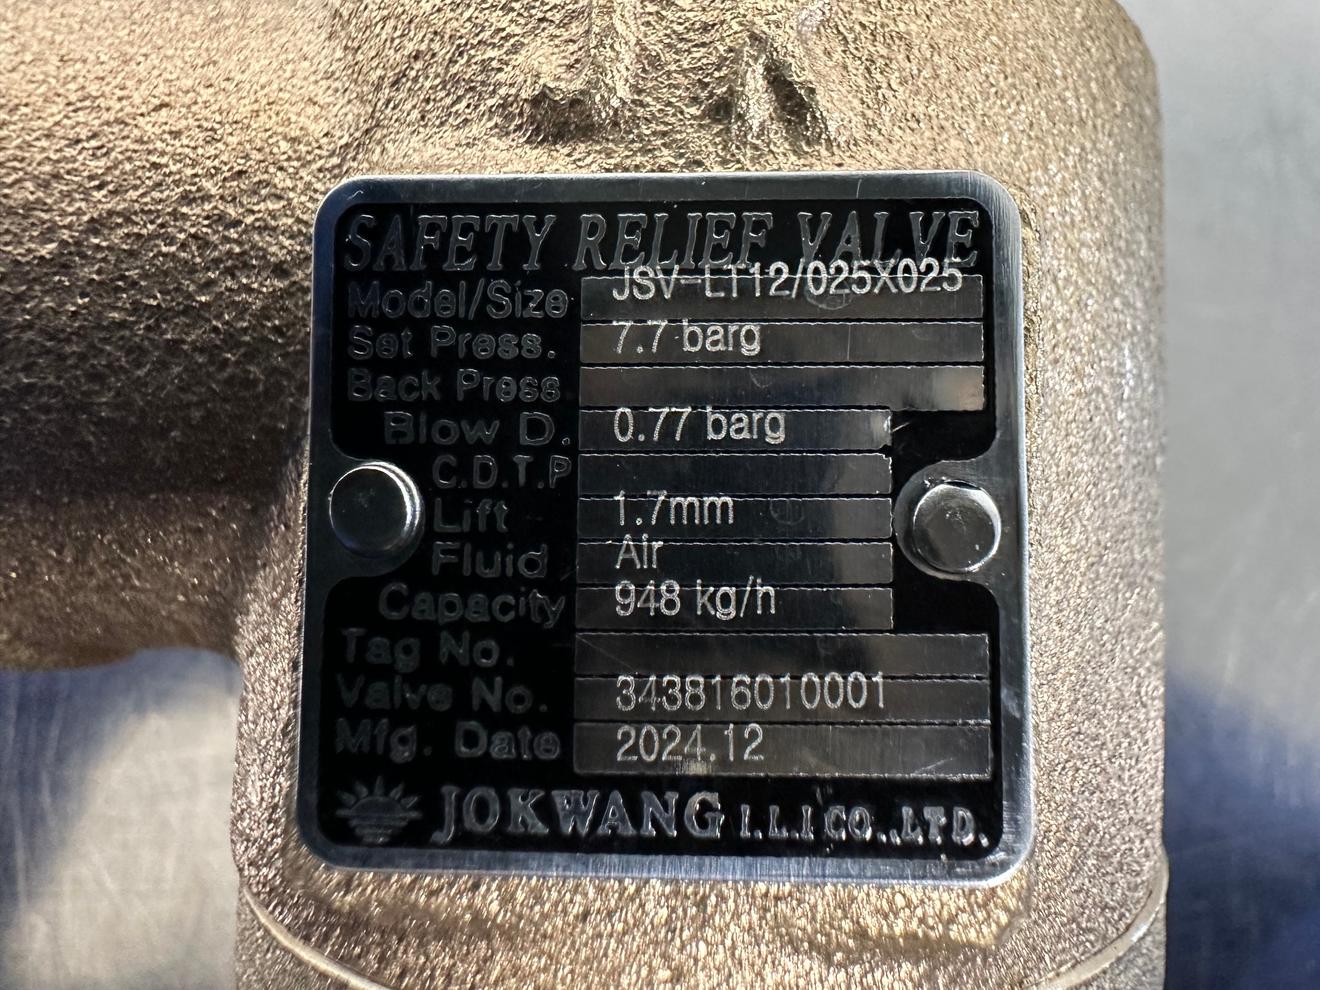 SAFETY RELIEF VALVE
Model/Size JSV-LT12/025X025
Set Press. 7.7 barg
Back Press.
Blow D. 0.77 barg
C.D.T.P
Lift 1.7mm
Fluid Air
Capacity 948 kg/h
Tag No.
Valve No. 343816010001
Mfg. Date 2024.12
JOKWANG I.L.I CO.,LTD.